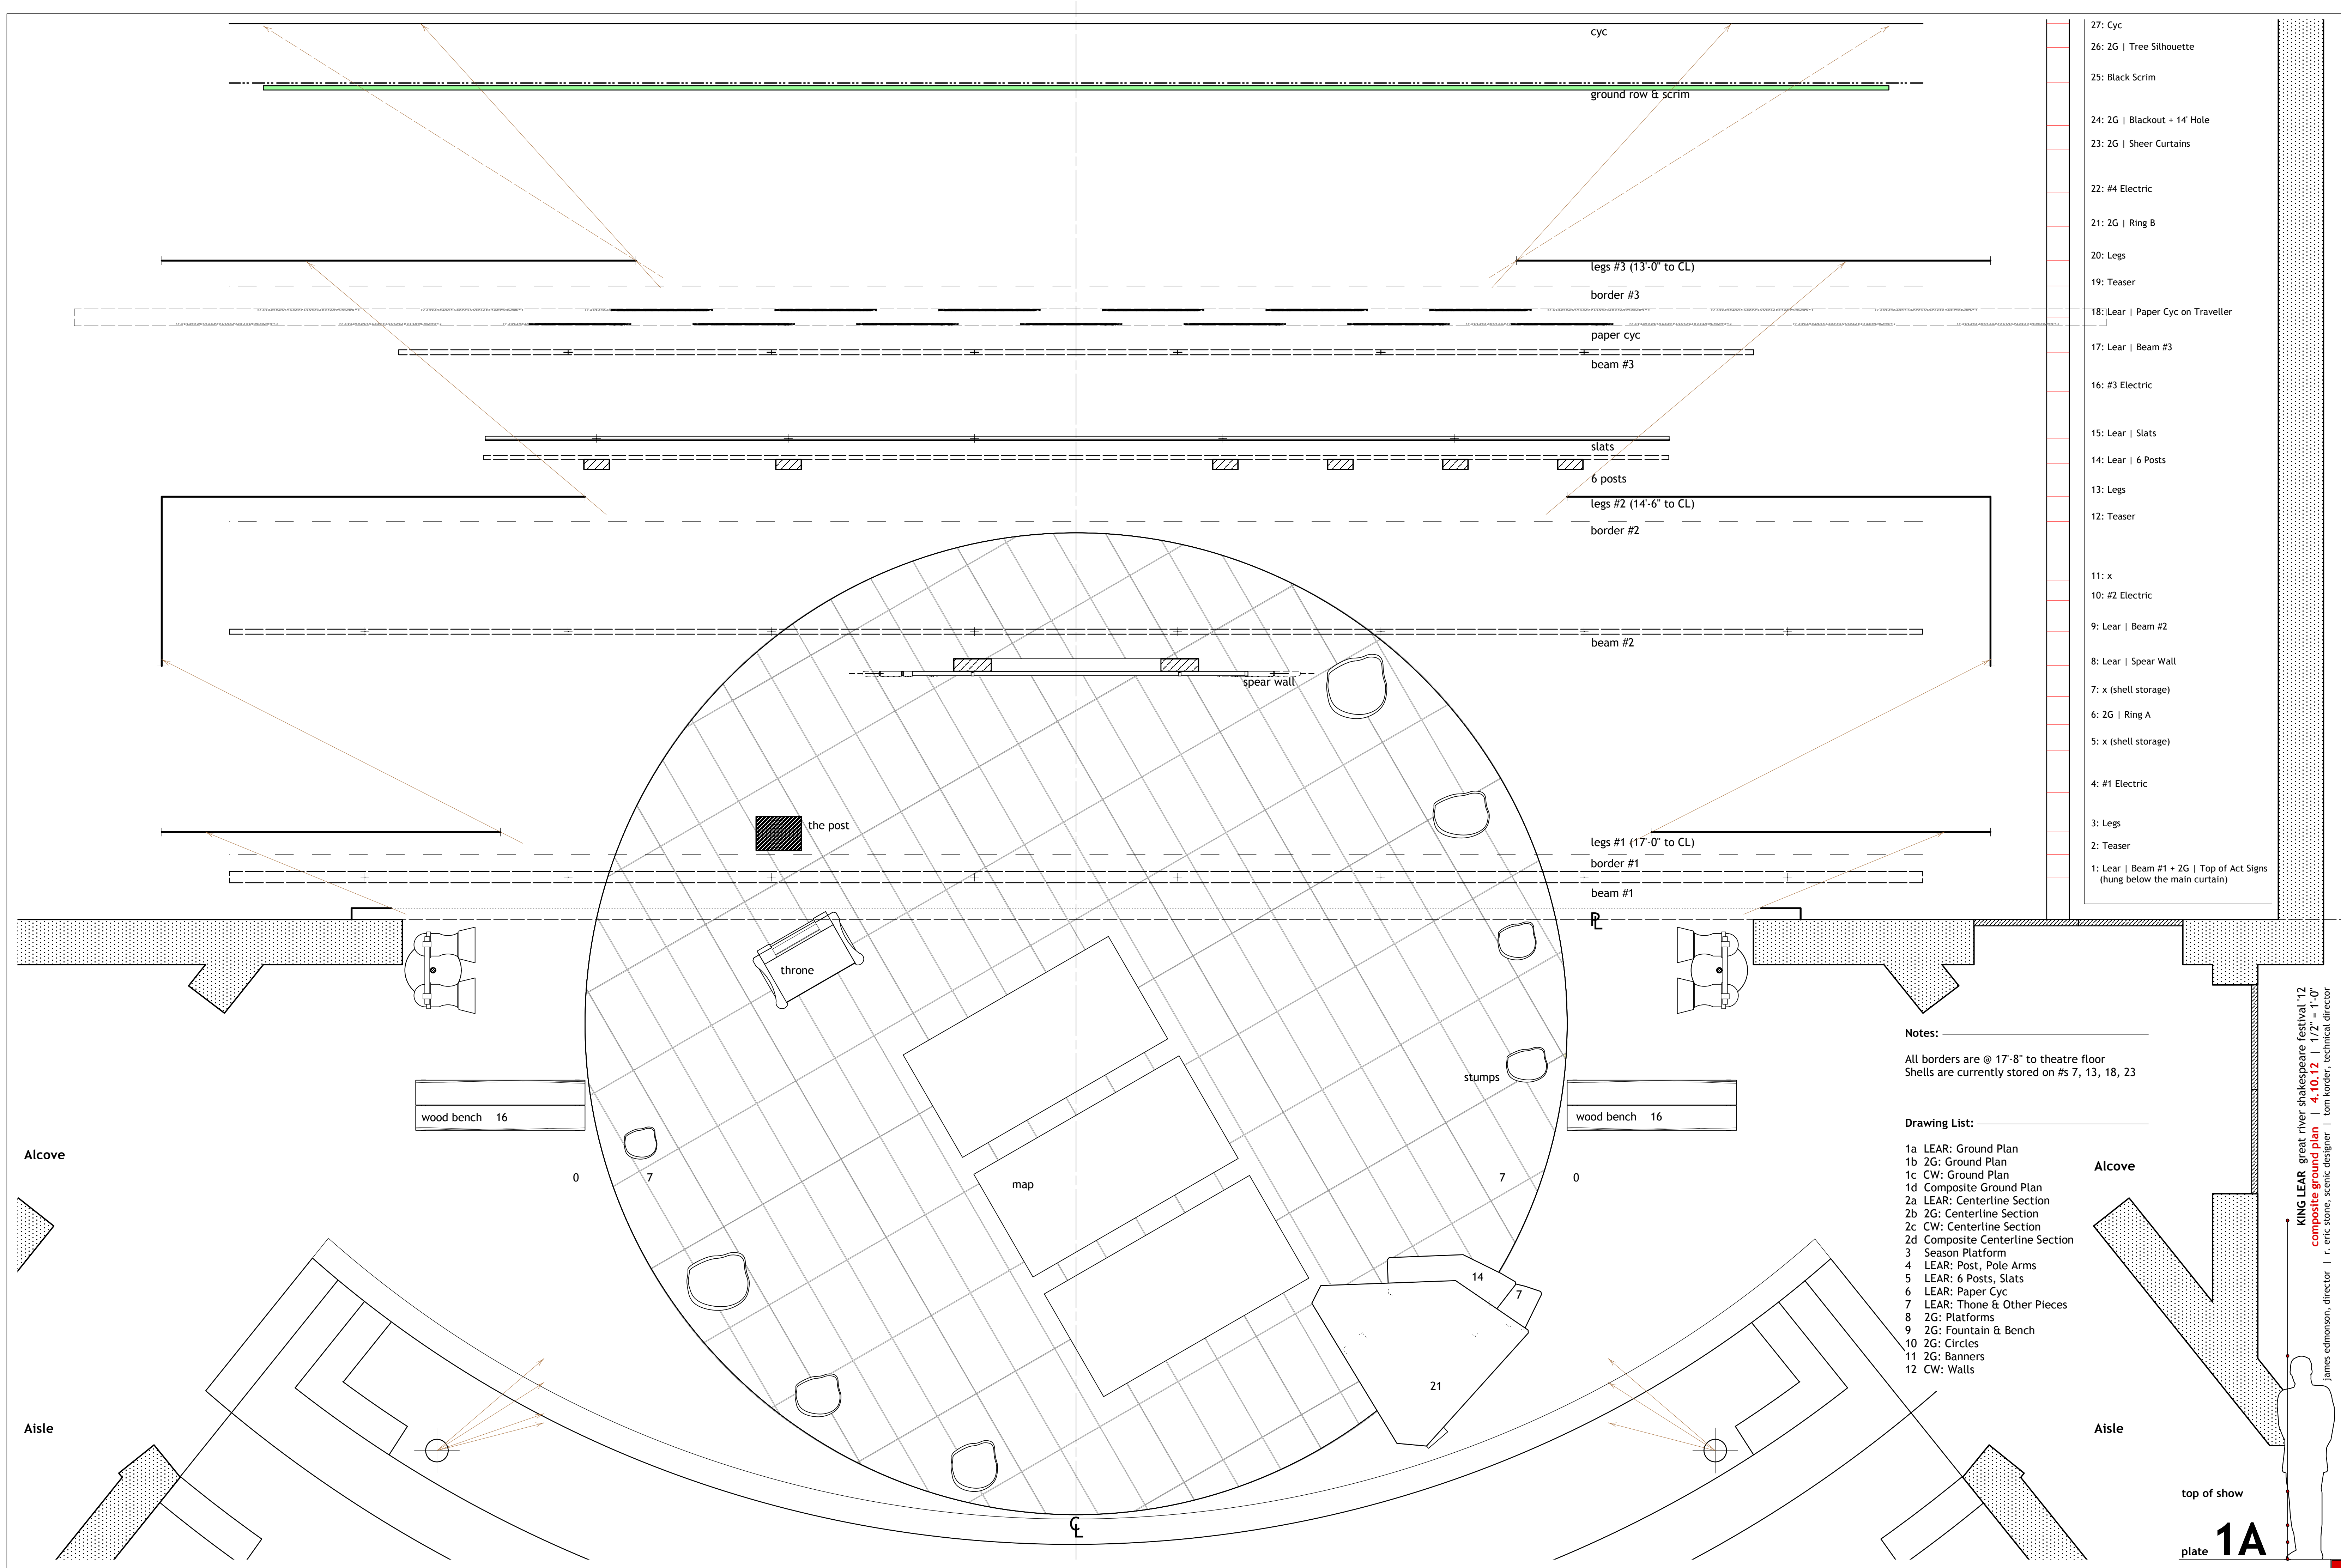 cyc
ground row & scrim
legs #3 (13'-0" to CL)
border #3
paper cyc
beam #3
slats
6 posts
legs #2 (14'-6" to CL)
border #2
beam #2
spear wall
the post
legs #1 (17'-0" to CL)
border #1
beam #1
PL
throne
stumps
wood bench 16
wood bench 16
0
7
7
0
map
14
7
21
CL
Alcove
Aisle
27: Cyc
26: 2G | Tree Silhouette
25: Black Scrim
24: 2G | Blackout + 14' Hole
23: 2G | Sheer Curtains
22: #4 Electric
21: 2G | Ring B
20: Legs
19: Teaser
18: Lear | Paper Cyc on Traveller
17: Lear | Beam #3
16: #3 Electric
15: Lear | Slats
14: Lear | 6 Posts
13: Legs
12: Teaser
11: x
10: #2 Electric
9: Lear | Beam #2
8: Lear | Spear Wall
7: x (shell storage)
6: 2G | Ring A
5: x (shell storage)
4: #1 Electric
3: Legs
2: Teaser
1: Lear | Beam #1 + 2G | Top of Act Signs
(hung below the main curtain)
Notes:
All borders are @ 17'-8" to theatre floor
Shells are currently stored on #s 7, 13, 18, 23
Drawing List:
1a LEAR: Ground Plan
1b 2G: Ground Plan
1c CW: Ground Plan
1d Composite Ground Plan
2a LEAR: Centerline Section
2b 2G: Centerline Section
2c CW: Centerline Section
2d Composite Centerline Section
3 Season Platform
4 LEAR: Post, Pole Arms
5 LEAR: 6 Posts, Slats
6 LEAR: Paper Cyc
7 LEAR: Thone & Other Pieces
8 2G: Platforms
9 2G: Fountain & Bench
10 2G: Circles
11 2G: Banners
12 CW: Walls
Alcove
Aisle
KING LEAR great river shakespeare festival '12
composite ground plan | 4.10.12 | 1/2" = 1'-0"
james edmonson, director | r. eric stone, scenic designer | tom korder, technical director
top of show
plate 1A